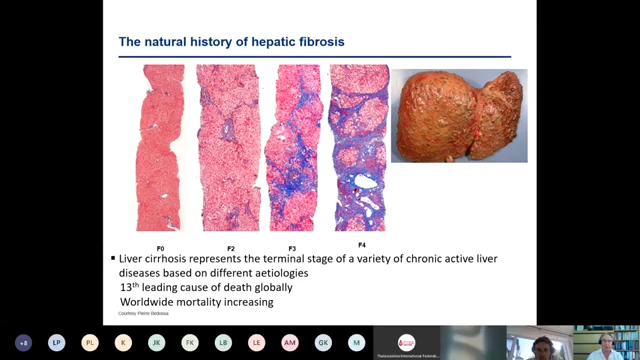 The natural history of hepatic fibrosis
F0
F2
F3
F4
▪ Liver cirrhosis represents the terminal stage of a variety of chronic active liver
diseases based on different aetiologies
13th leading cause of death globally
Worldwide mortality increasing
Courtesy Pierre Bedossa
+8
LP
PL
K
JK
FK
LB
LE
AM
GK
M